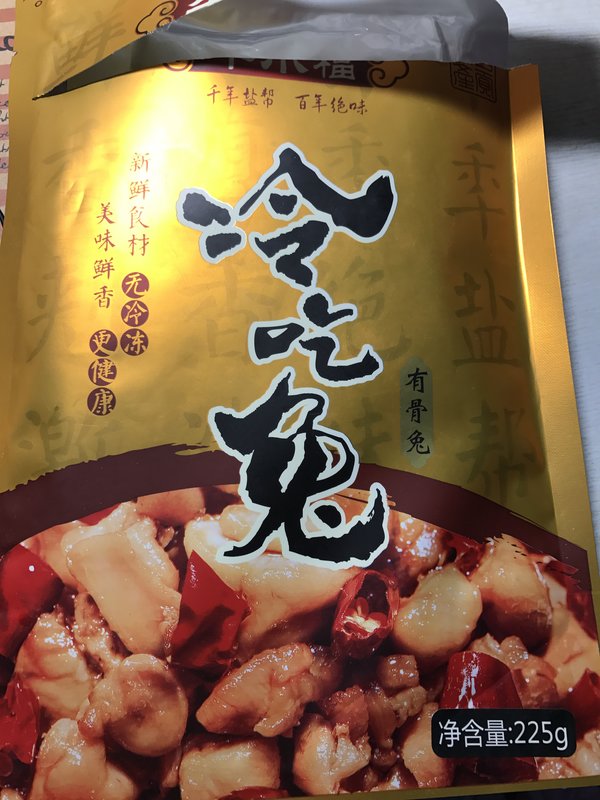 福
千年盐帮 百年绝味
新鲜食材 无冷冻
美味鲜香 更健康
冷吃兔
有骨兔
净含量:225g